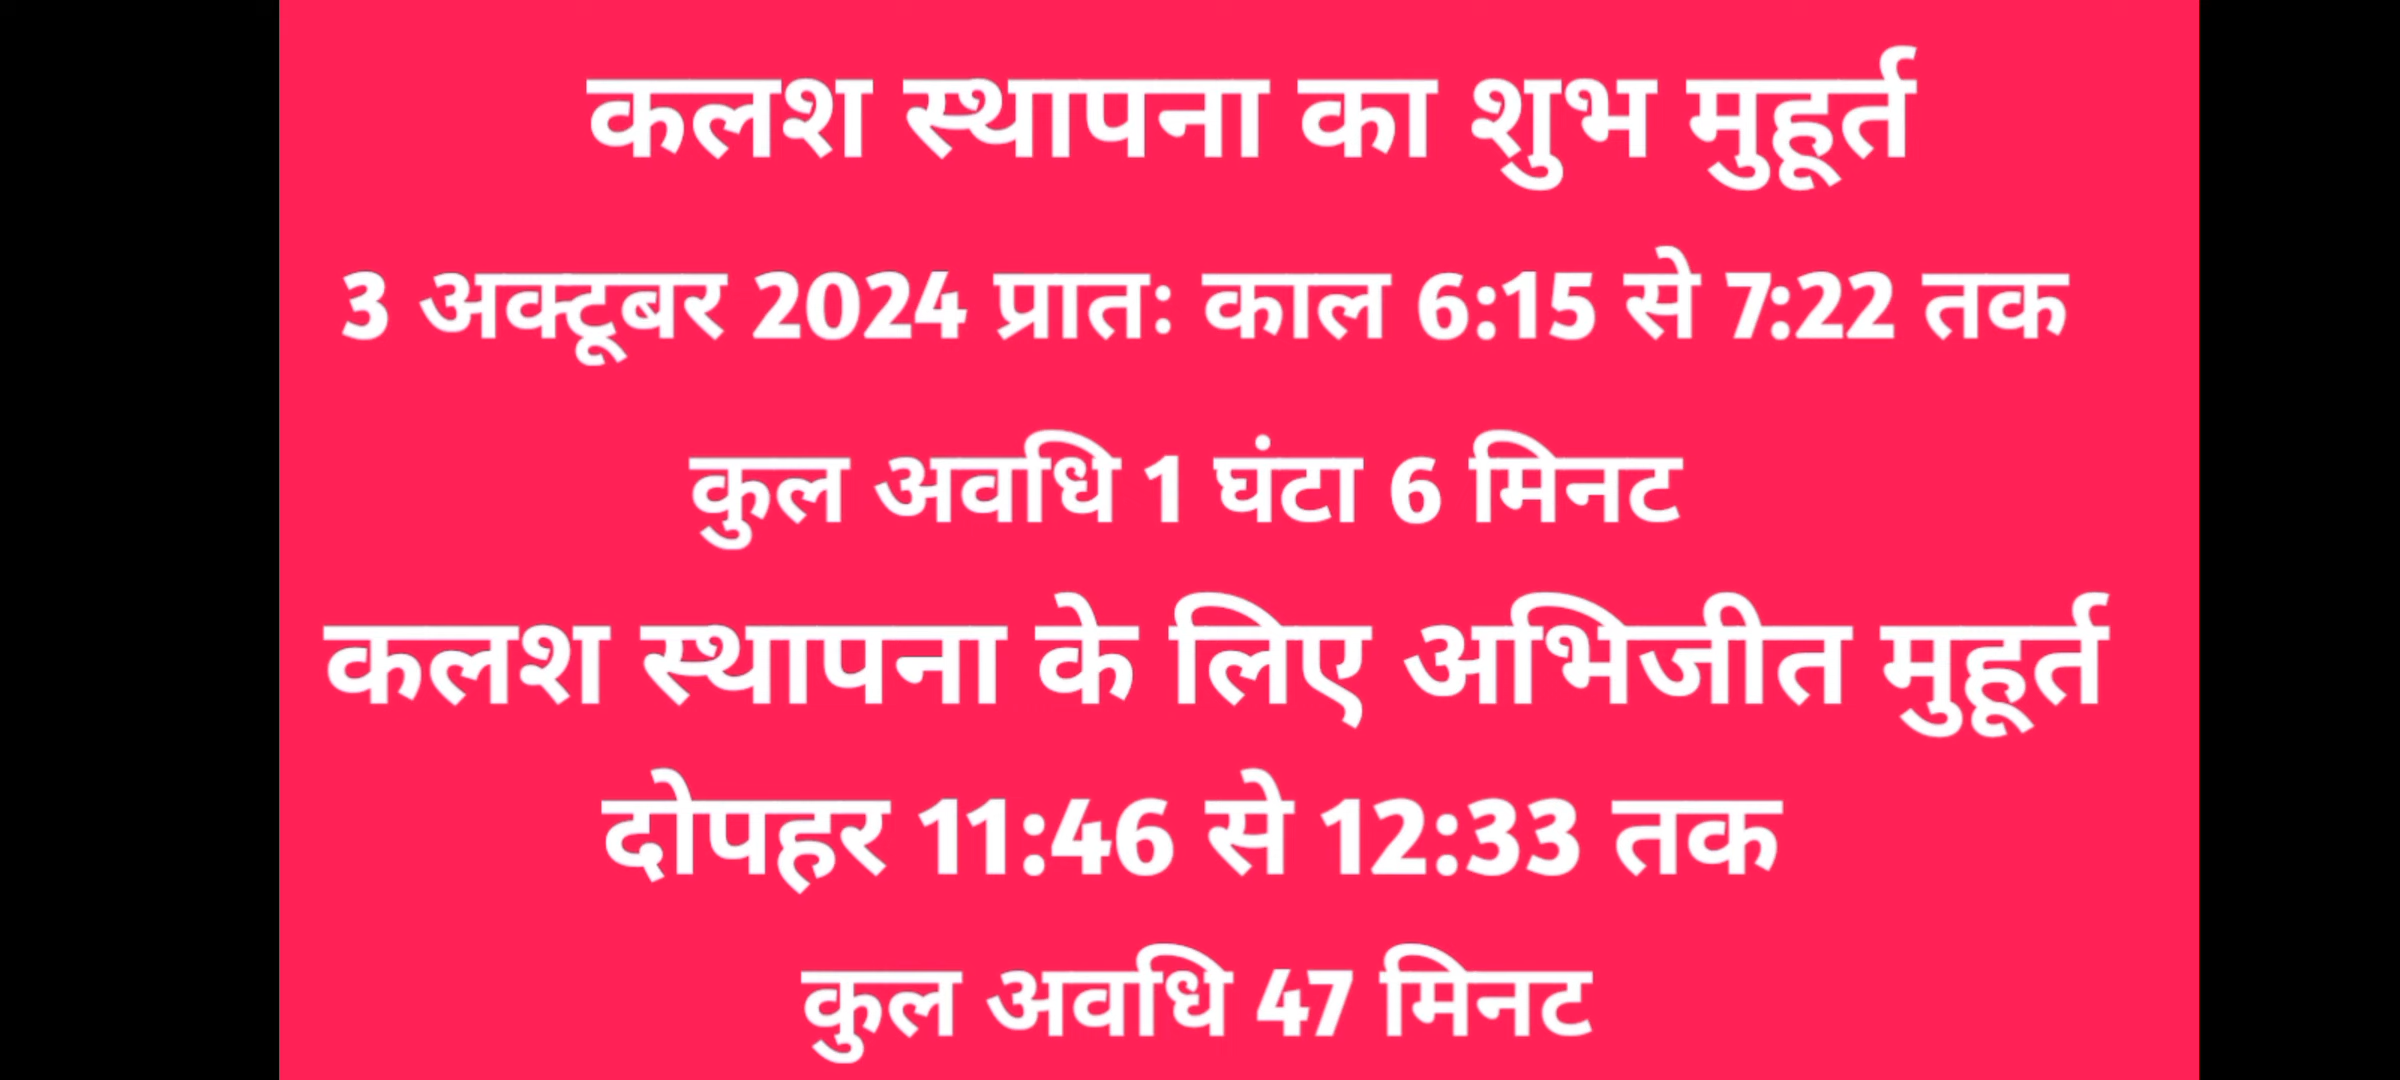 कलश स्थापना का शुभ मुहूर्त
3 अक्टूबर 2024 प्रात: काल 6:15 से 7:22 तक
कुल अवधि 1 घंटा 6 मिनट
कलश स्थापना के लिए अभिजीत मुहूर्त
दोपहर 11:46 से 12:33 तक
कुल अवधि 47 मिनट